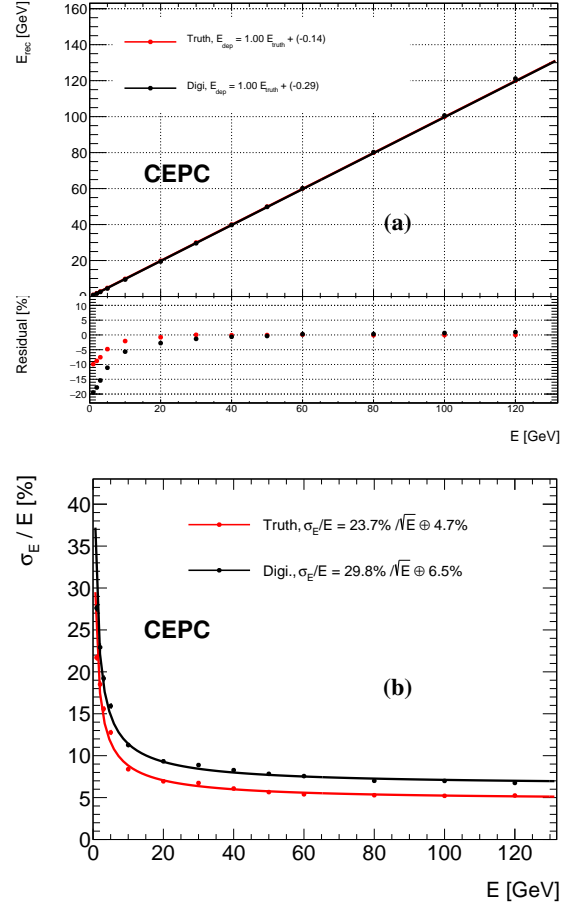 E_rec [GeV]
160
140
120
100
80
60
40
20
0
Truth, E_dep = 1.00 E_truth + (-0.14)
Digi, E_dep = 1.00 E_truth + (-0.29)
CEPC
(a)
Residual [%]
10
5
0
−5
−10
−15
−20
0 20 40 60 80 100 120
E [GeV]
σ_E / E [%]
40
35
30
25
20
15
10
5
0
Truth, σ_E/E = 23.7% /√E ⊕ 4.7%
Digi., σ_E/E = 29.8% /√E ⊕ 6.5%
CEPC
(b)
0 20 40 60 80 100 120
E [GeV]